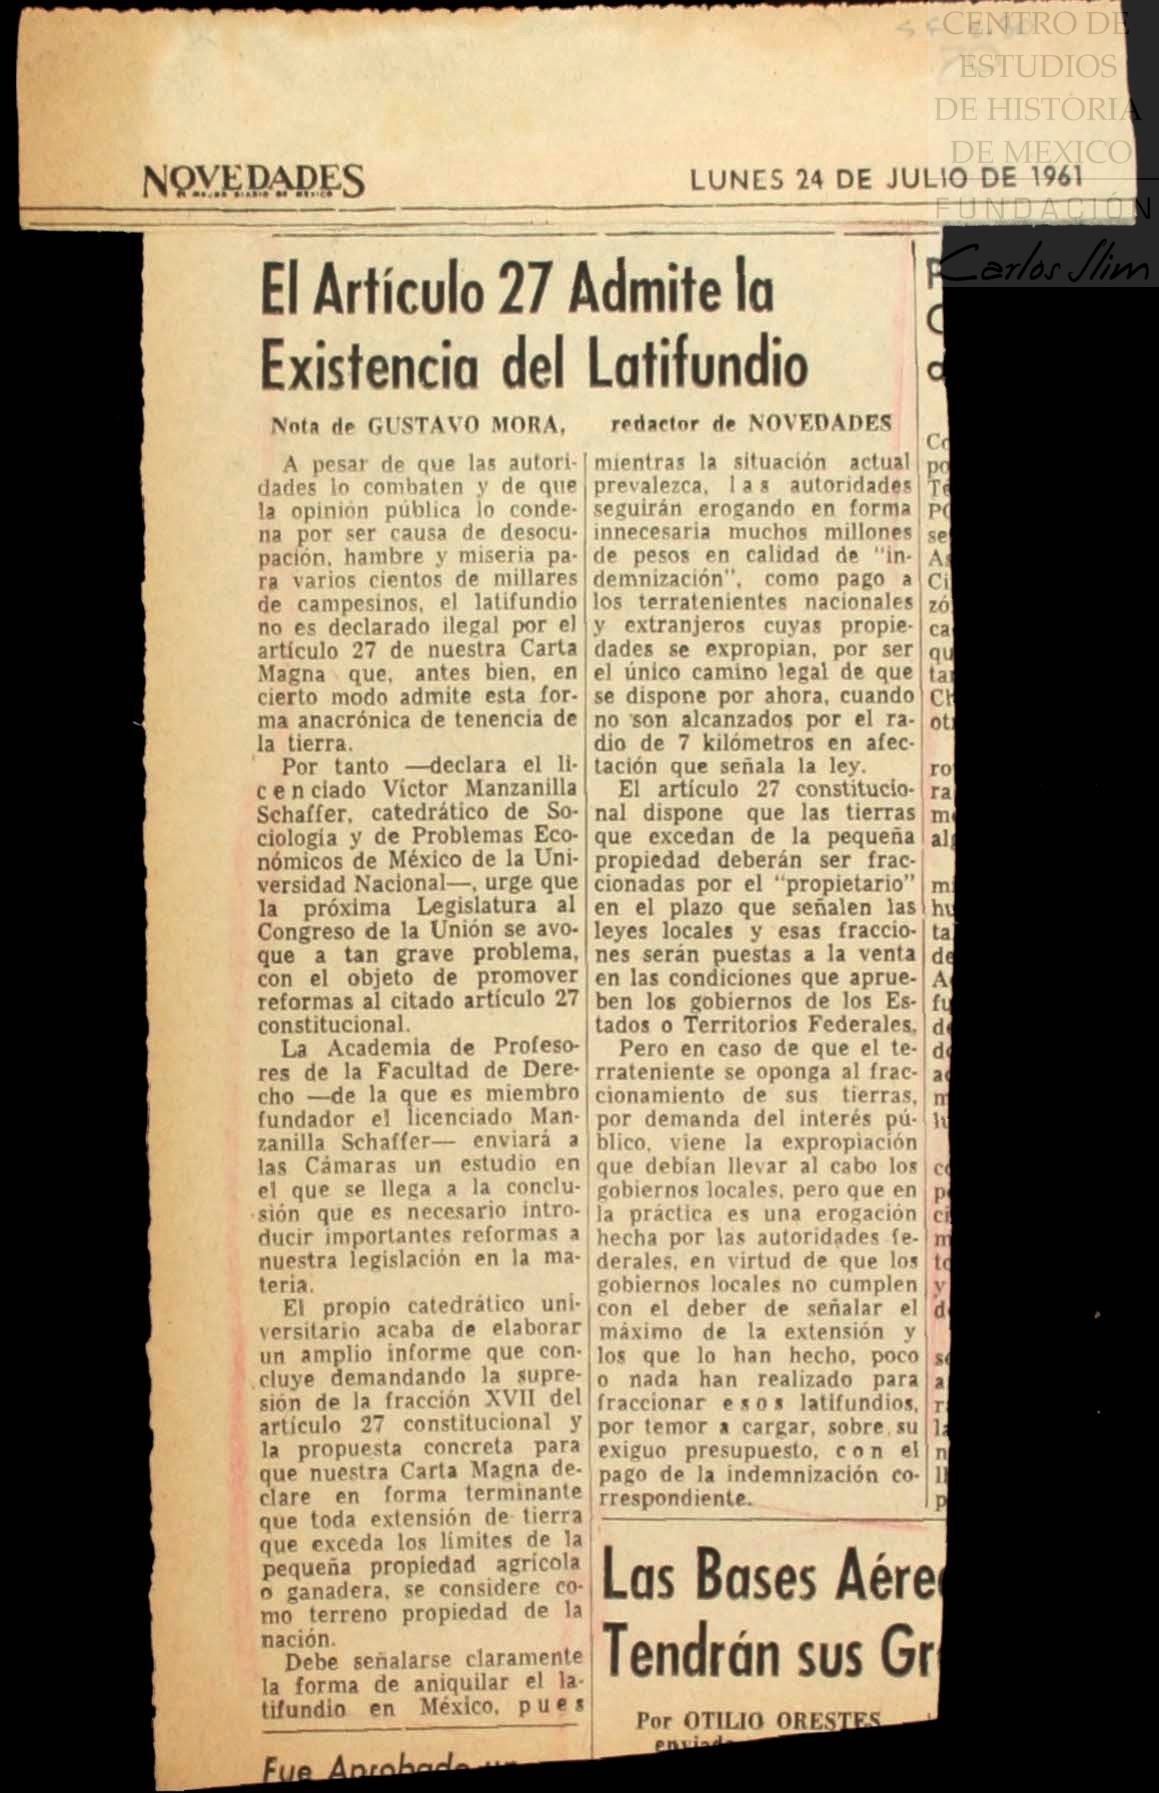 CENTRO DE
ESTUDIOS
DE HISTORIA
DE MEXICO
FUNDACIÓN
Carlos Slim
NOVEDADES
EL MEJOR DIARIO DE MEXICO
LUNES 24 DE JULIO DE 1961
El Artículo 27 Admite la
Existencia del Latifundio
Nota de GUSTAVO MORA, redactor de NOVEDADES
A pesar de que las autori-
dades lo combaten y de que
la opinión pública lo conde-
na por ser causa de desocu-
pación, hambre y miseria pa-
ra varios cientos de millares
de campesinos, el latifundio
no es declarado ilegal por el
artículo 27 de nuestra Carta
Magna que, antes bien, en
cierto modo admite esta for-
ma anacrónica de tenencia de
la tierra.
Por tanto —declara el li-
cenciado Víctor Manzanilla
Schaffer, catedrático de So-
ciología y de Problemas Eco-
nómicos de México de la Uni-
versidad Nacional—, urge que
la próxima Legislatura al
Congreso de la Unión se avo-
que a tan grave problema,
con el objeto de promover
reformas al citado artículo 27
constitucional.
La Academia de Profeso-
res de la Facultad de Dere-
cho —de la que es miembro
fundador el licenciado Man-
zanilla Schaffer— enviará a
las Cámaras un estudio en
el que se llega a la conclu-
sión que es necesario intro-
ducir importantes reformas a
nuestra legislación en la ma-
teria.
El propio catedrático uni-
versitario acaba de elaborar
un amplio informe que con-
cluye demandando la supre-
sión de la fracción XVII del
artículo 27 constitucional y
la propuesta concreta para
que nuestra Carta Magna de-
clare en forma terminante
que toda extensión de tierra
que exceda los límites de la
pequeña propiedad agrícola
o ganadera, se considere co-
mo terreno propiedad de la
nación.
Debe señalarse claramente
la forma de aniquilar el la-
tifundio en México, pues
mientras la situación actual
prevalezca, las autoridades
seguirán erogando en forma
innecesaria muchos millones
de pesos en calidad de "in-
demnización", como pago a
los terratenientes nacionales
y extranjeros cuyas propie-
dades se expropian, por ser
el único camino legal de que
se dispone por ahora, cuando
no son alcanzados por el ra-
dio de 7 kilómetros en afec-
tación que señala la ley.
El artículo 27 constitucio-
nal dispone que las tierras
que excedan de la pequeña
propiedad deberán ser frac-
cionadas por el "propietario"
en el plazo que señalen las
leyes locales y esas fraccio-
nes serán puestas a la venta
en las condiciones que aprue-
ben los gobiernos de los Es-
tados o Territorios Federales.
Pero en caso de que el te-
rrateniente se oponga al frac-
cionamiento de sus tierras,
por demanda del interés pú-
blico, viene la expropiación
que debían llevar al cabo los
gobiernos locales, pero que en
la práctica es una erogación
hecha por las autoridades fe-
derales, en virtud de que los
gobiernos locales no cumplen
con el deber de señalar el
máximo de la extensión y
los que lo han hecho, poco
o nada han realizado para
fraccionar esos latifundios,
por temor a cargar, sobre su
exiguo presupuesto, con el
pago de la indemnización co-
rrespondiente.
Las Bases Aére
Tendrán sus Gr
Por OTILIO ORESTES
Fue Aprobado